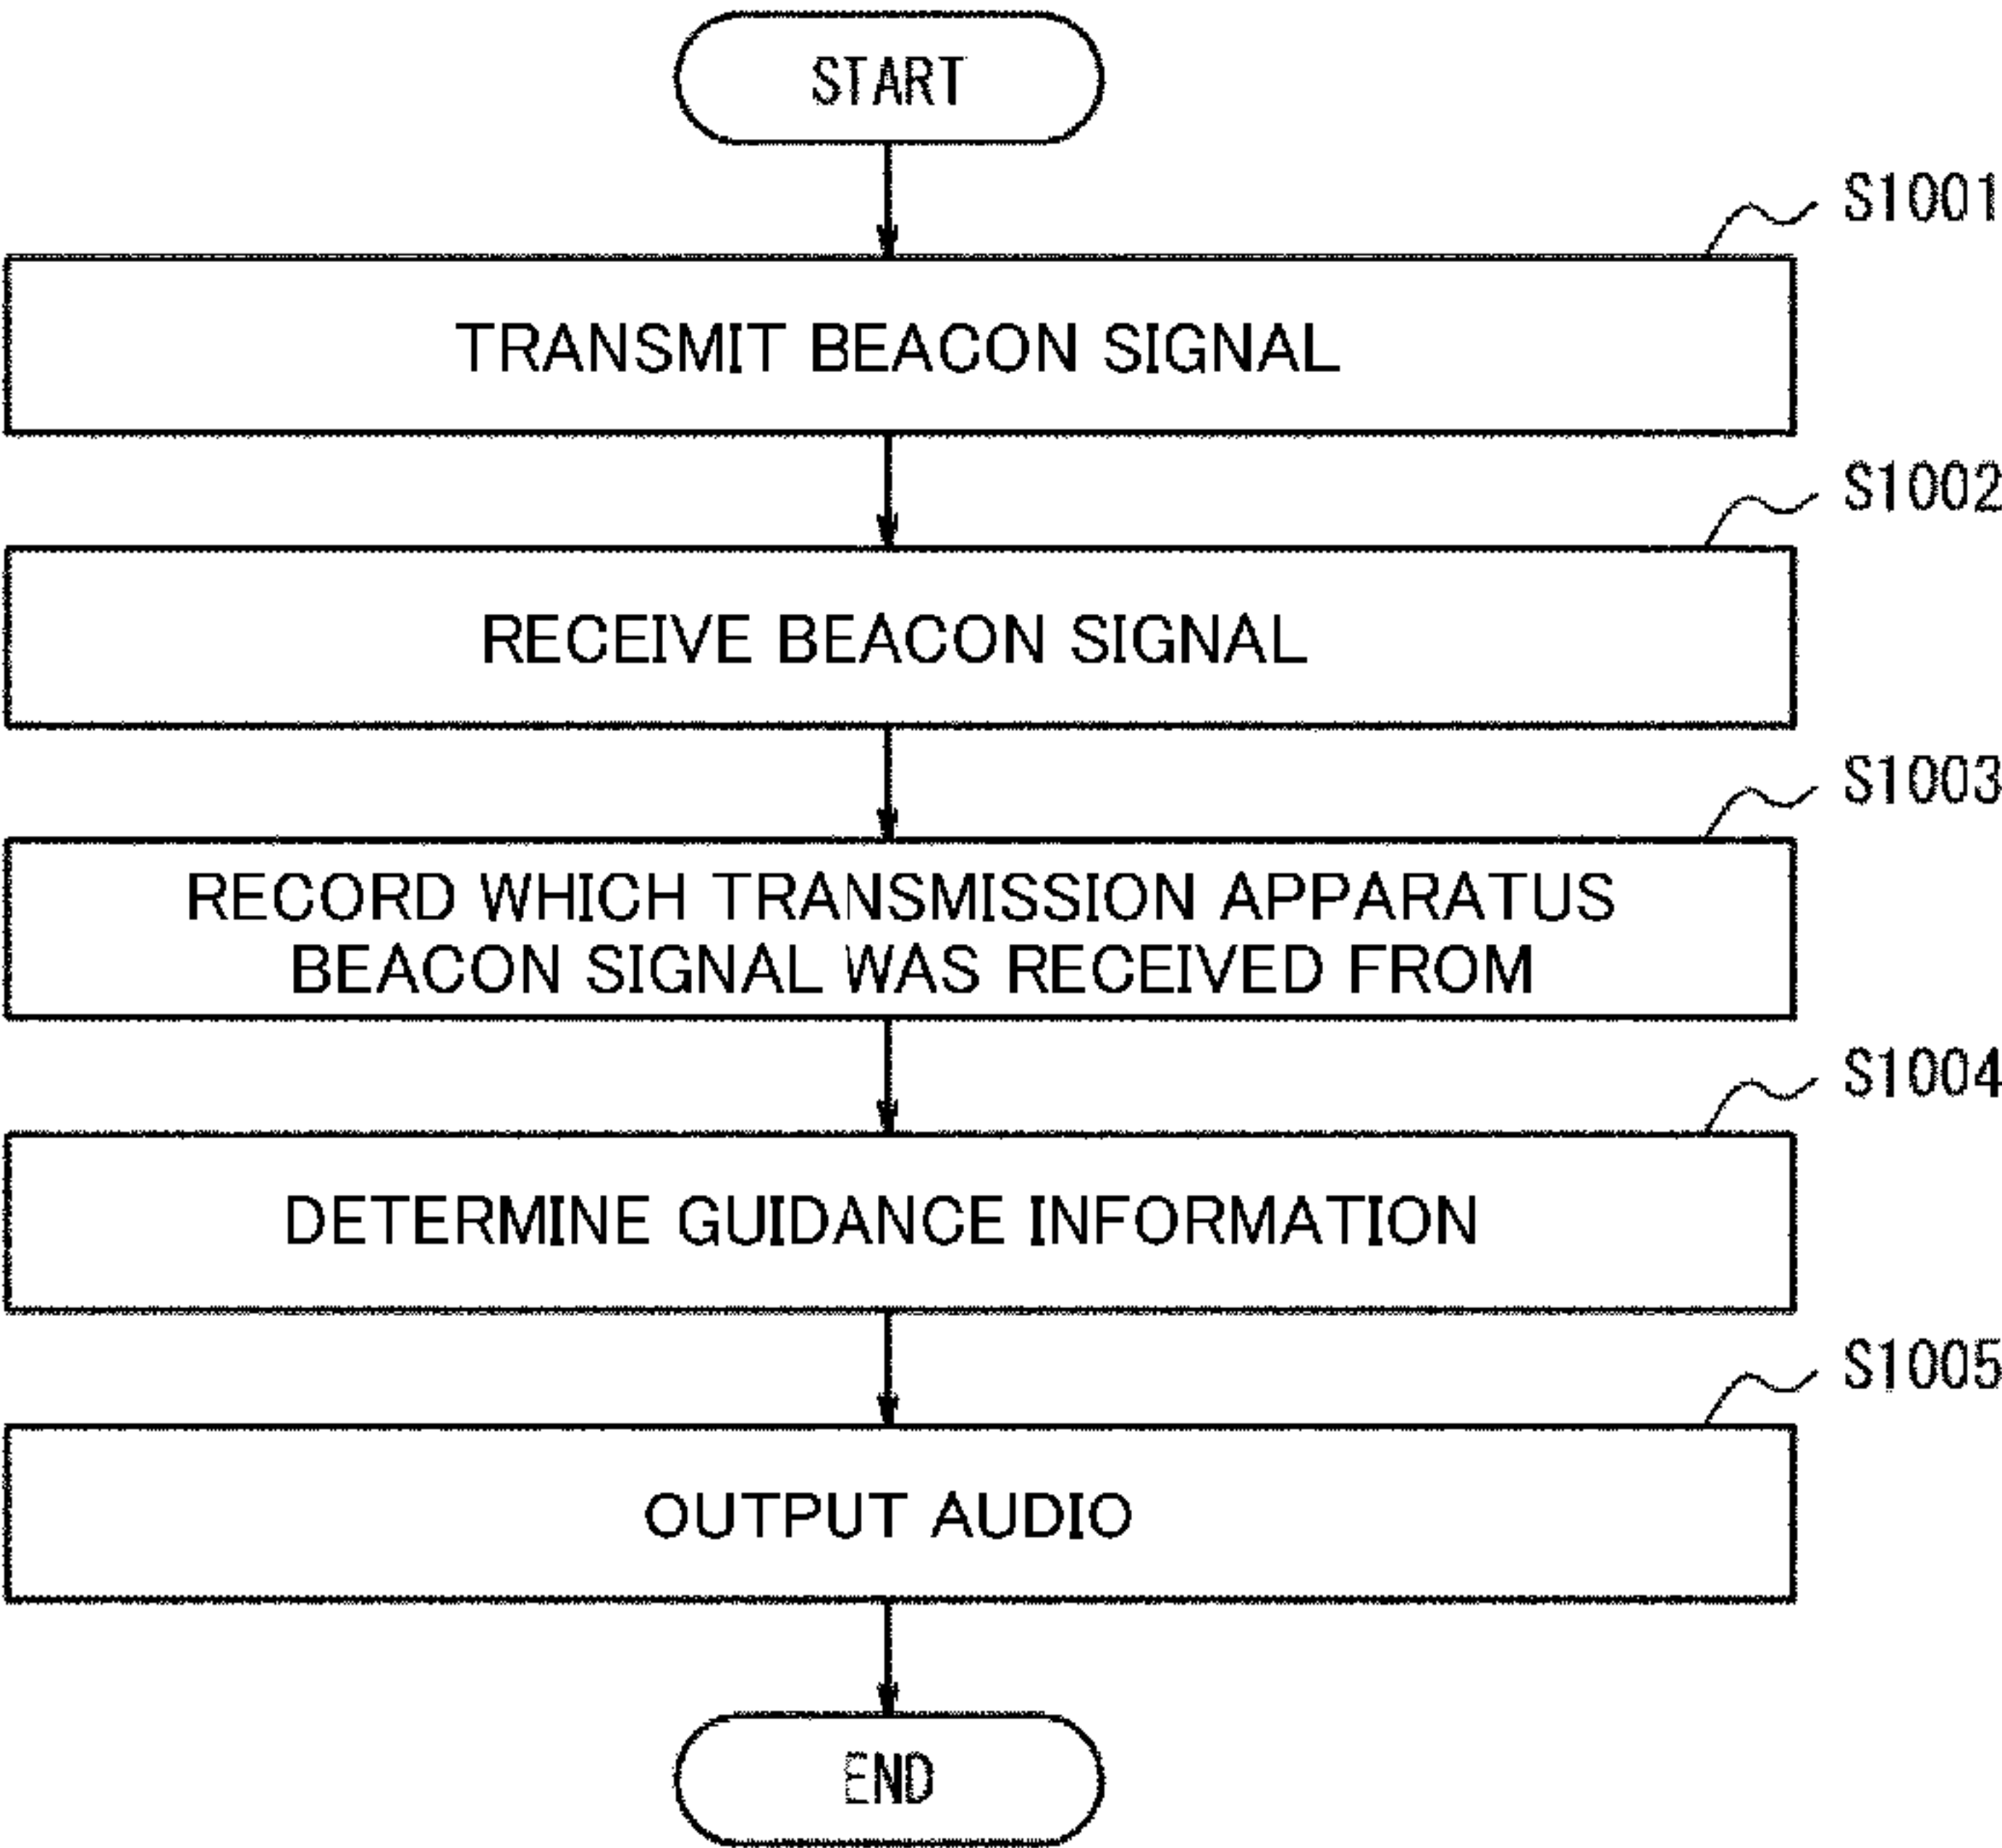 START
S1001
TRANSMIT BEACON SIGNAL
S1002
RECEIVE BEACON SIGNAL
S1003
RECORD WHICH TRANSMISSION APPARATUS
BEACON SIGNAL WAS RECEIVED FROM
S1004
DETERMINE GUIDANCE INFORMATION
S1005
OUTPUT AUDIO
END